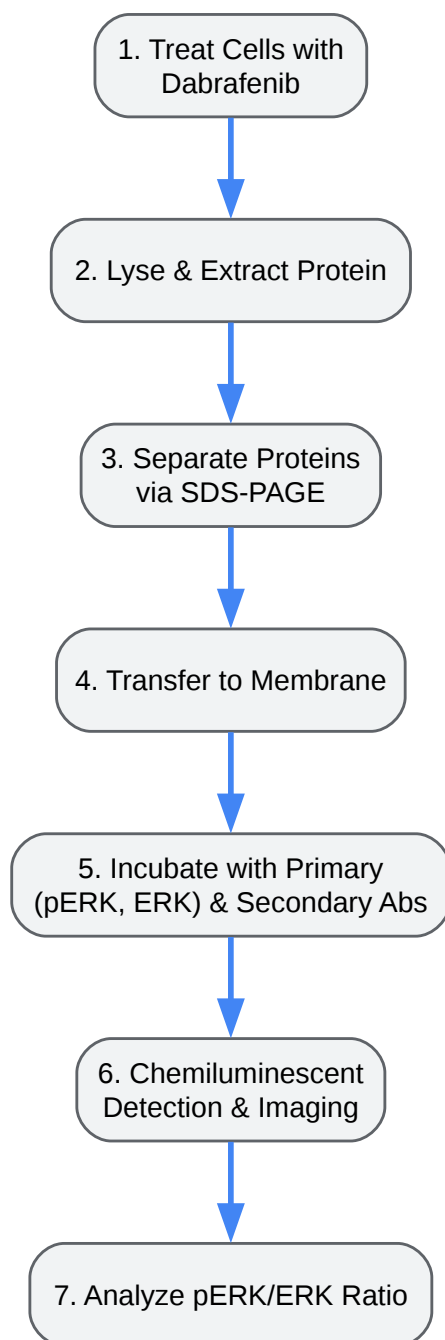 1. Treat Cells with
Dabrafenib
2. Lyse & Extract Protein
3. Separate Proteins
via SDS-PAGE
4. Transfer to Membrane
5. Incubate with Primary
(pERK, ERK) & Secondary Abs
6. Chemiluminescent
Detection & Imaging
7. Analyze pERK/ERK Ratio